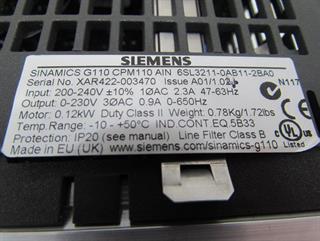 SIEMENS
SINAMICS G110 CPM110 AIN 6SL3211-0AB11-2BA0
Serial No. XAR422-003470 Issue A01/1.02
Input: 200-240V ±10% 1ØAC 2.3A 47-63Hz
N117
Output: 0-230V 3ØAC 0.9A 0-650Hz
Motor: 0.12kW Duty Class II Weight: 0.78Kg/1.72lbs
Temp Range: -10 - +50°C IND.CONT.EQ.5B33
Protection: IP20 (see manual) Line Filter Class B
Made in EU (UK) www.siemens.com/sinamics-g110